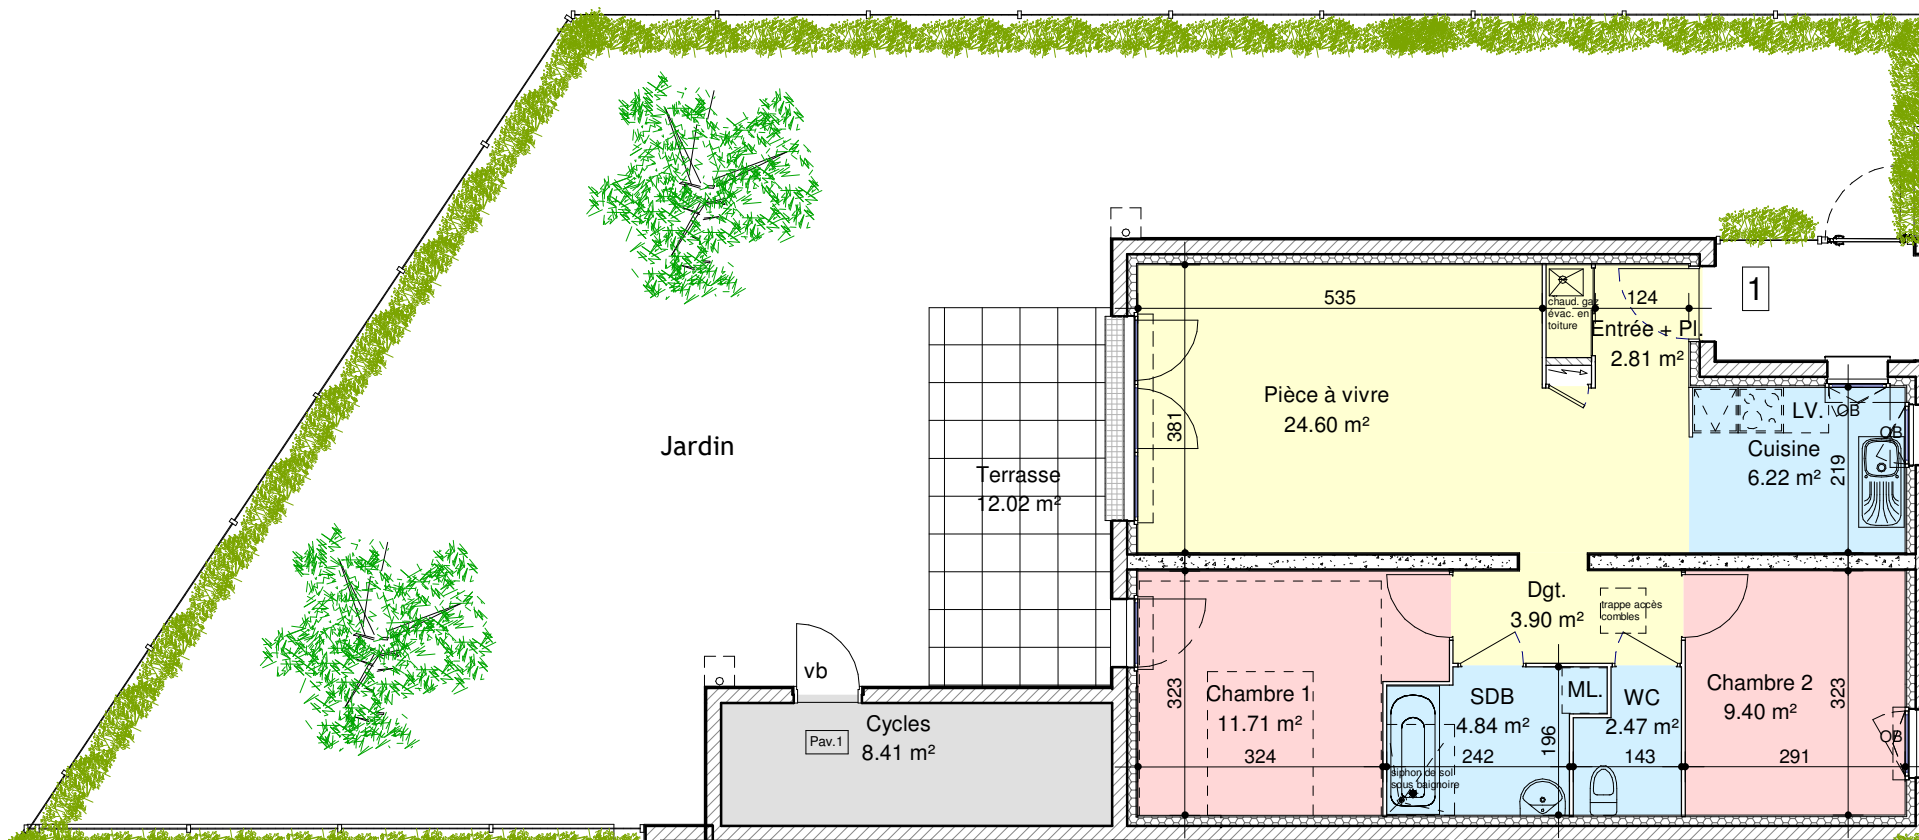 1
535
124
chaud. gaz
évac. en
toiture
Entrée + Pl.
2.81 m²
Pièce à vivre
24.60 m²
381
LV.
OB
OB
Cuisine
6.22 m²
219
Jardin
Terrasse
12.02 m²
Dgt.
3.90 m²
trappe accès
combles
vb
Cycles
8.41 m²
Pav.1
323
Chambre 1
11.71 m²
324
SDB
4.84 m²
242
196
siphon de sol
sous baignoire
ML.
WC
2.47 m²
143
Chambre 2
9.40 m²
323
291
OB